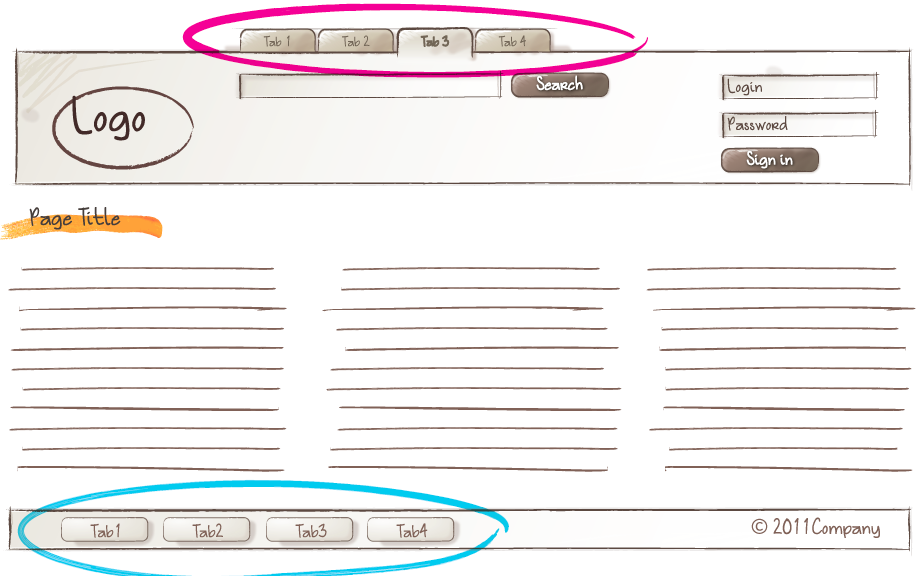 Tab 1 Tab 2 Tab 3 Tab 4
Search
Login
Logo
Password
Sign in
Page Title
Tab1 Tab2 Tab3 Tab4
© 2011Company